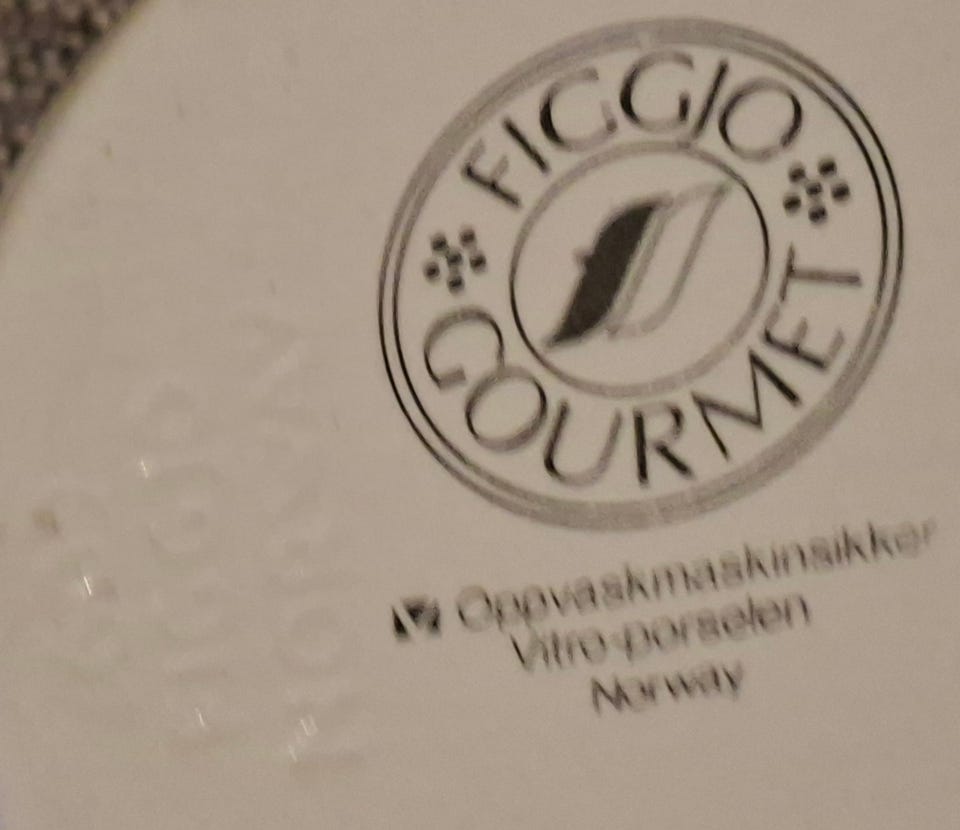 FIGGJO
GOURMET
Oppvaskmaskinsikker
Vitro-porselen
Norway